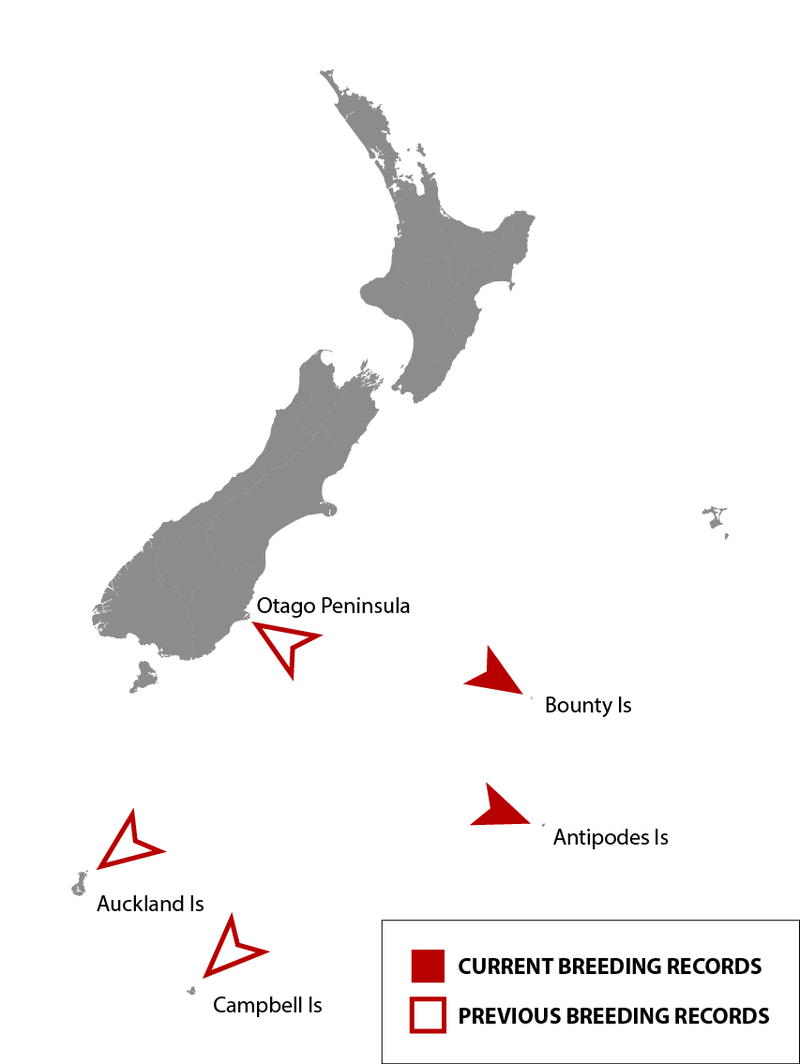 Otago Peninsula
Bounty Is
Antipodes Is
Auckland Is
Campbell Is
CURRENT BREEDING RECORDS
PREVIOUS BREEDING RECORDS